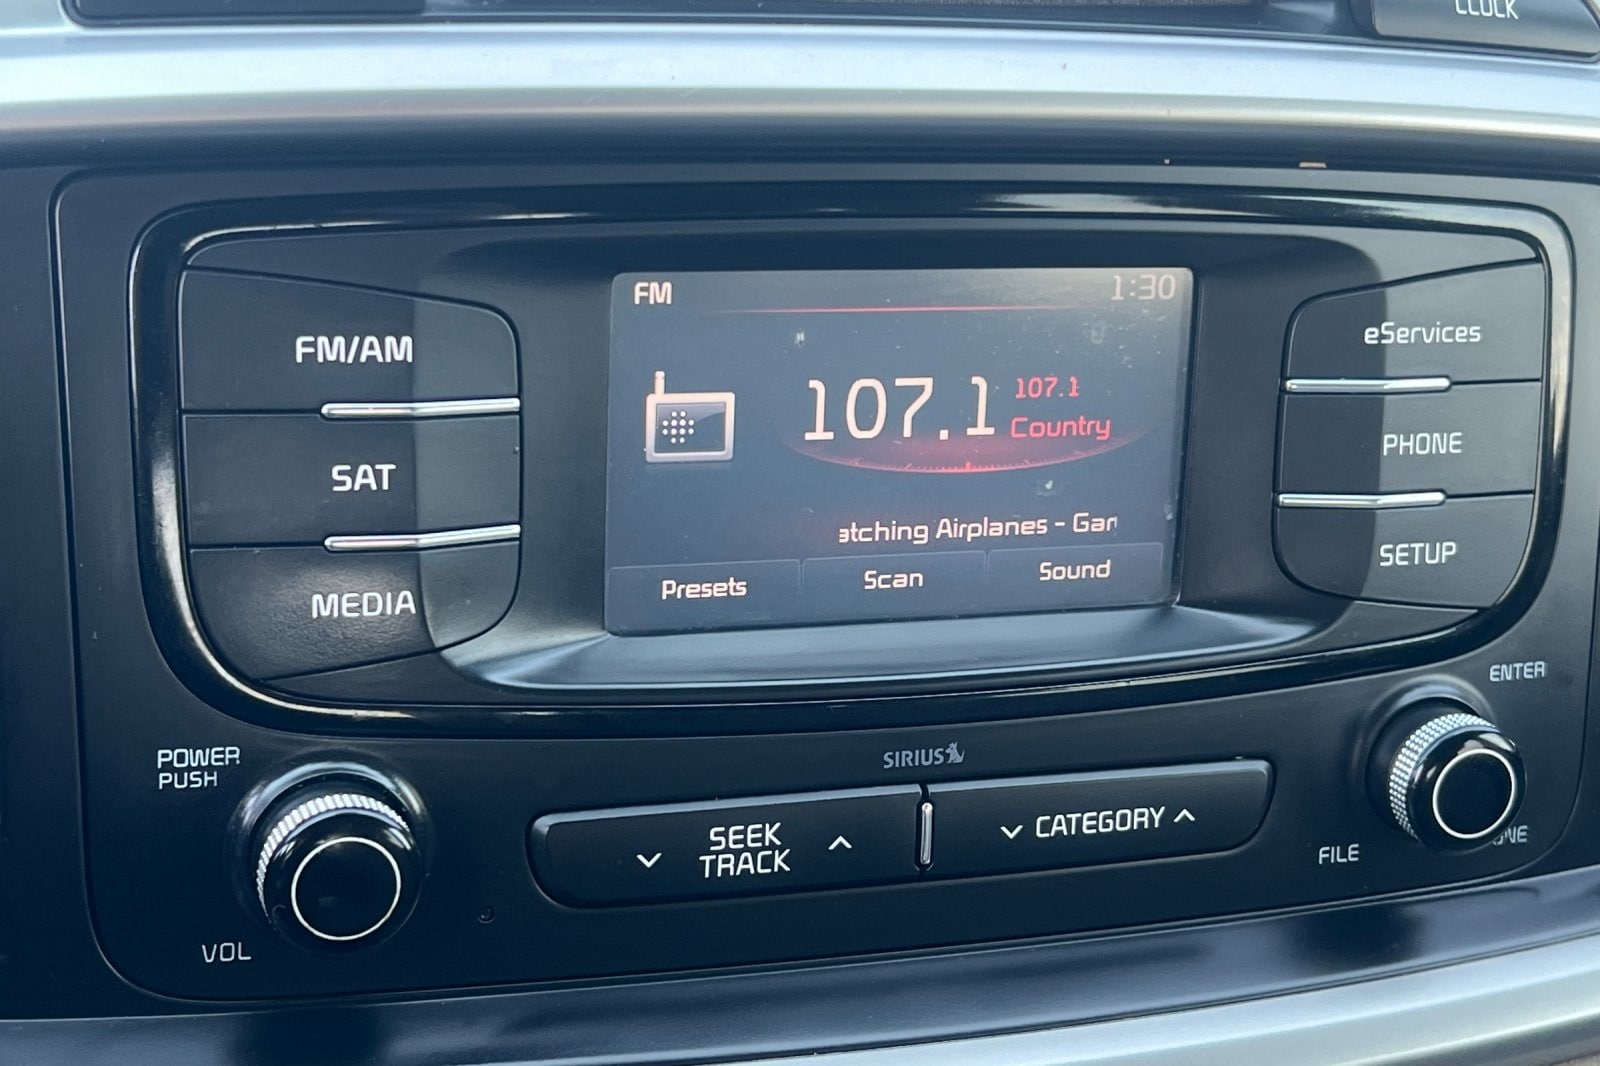 CLOCK
FM
1:30
FM/AM
eServices
107.1
107.1
Country
SAT
PHONE
atching Airplanes - Gar
SETUP
Presets
Scan
Sound
MEDIA
ENTER
POWER
PUSH
SIRIUS
SEEK
TRACK
CATEGORY
FILE
VOL